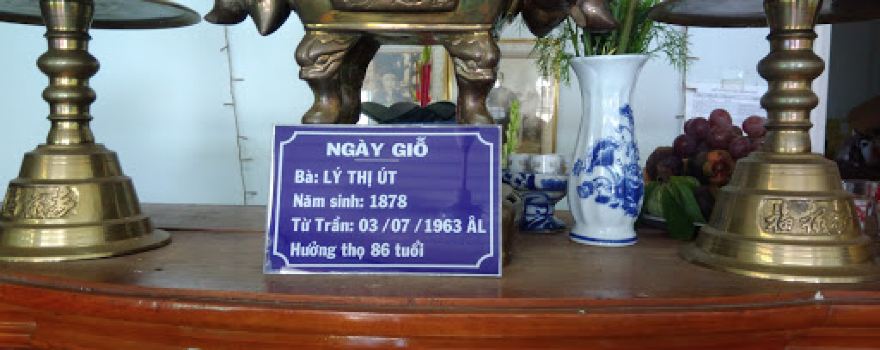 NGÀY GIỖ
Bà: LÝ THỊ ÚT
Năm sinh: 1878
Từ Trần: 03 /07 /1963 ÂL
Hưởng thọ 86 tuổi